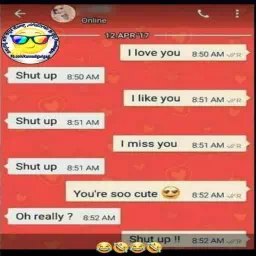 Online
12 APR '17
I love you 8:50 AM
Shut up 8:50 AM
I like you 8:51 AM
Shut up 8:51 AM
I miss you 8:51 AM
Shut up 8:51 AM
You're soo cute 😍 8:52 AM
Oh really ? 8:52 AM
Shut up !! 8:52 AM